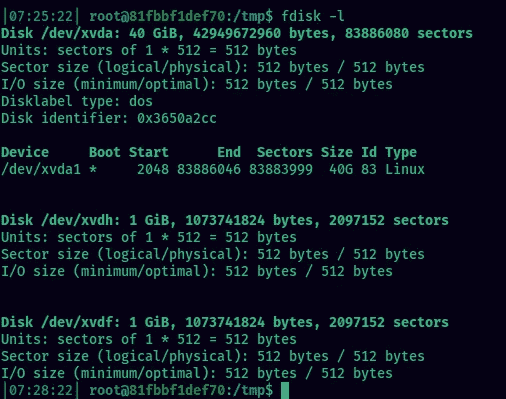 |07:25:22| root@81fbbf1def70:/tmp$ fdisk -l
Disk /dev/xvda: 40 GiB, 42949672960 bytes, 83886080 sectors
Units: sectors of 1 * 512 = 512 bytes
Sector size (logical/physical): 512 bytes / 512 bytes
I/O size (minimum/optimal): 512 bytes / 512 bytes
Disklabel type: dos
Disk identifier: 0x3650a2cc
Device     Boot Start      End  Sectors Size Id Type
/dev/xvda1 *     2048 83886046 83883999  40G 83 Linux
Disk /dev/xvdh: 1 GiB, 1073741824 bytes, 2097152 sectors
Units: sectors of 1 * 512 = 512 bytes
Sector size (logical/physical): 512 bytes / 512 bytes
I/O size (minimum/optimal): 512 bytes / 512 bytes
Disk /dev/xvdf: 1 GiB, 1073741824 bytes, 2097152 sectors
Units: sectors of 1 * 512 = 512 bytes
Sector size (logical/physical): 512 bytes / 512 bytes
I/O size (minimum/optimal): 512 bytes / 512 bytes
|07:28:22| root@81fbbf1def70:/tmp$